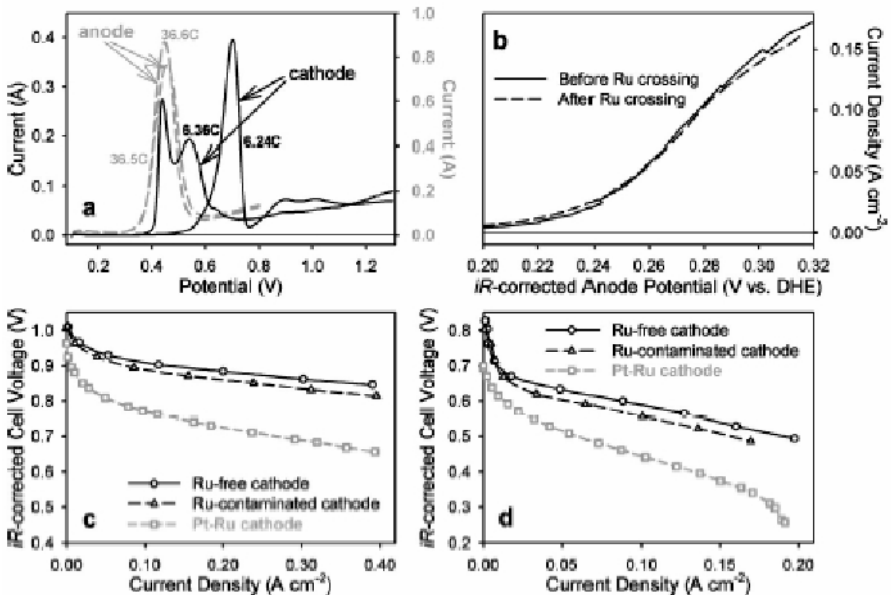 a
anode
36.6C
cathode
6.36C
6.24C
36.5C
0.4
0.3
0.2
0.1
0.0
Current (A)
1.0
0.8
0.6
0.4
0.2
0.0
Current (A)
0.2 0.4 0.6 0.8 1.0 1.2
Potential (V)
b
Before Ru crossing
After Ru crossing
0.15
0.10
0.05
0.00
Current Density (A cm⁻²)
0.20 0.22 0.24 0.26 0.28 0.30 0.32
iR-corrected Anode Potential (V vs. DHE)
c
1.0
0.9
0.8
0.7
0.6
0.5
0.4
iR-corrected Cell Voltage (V)
Ru-free cathode
Ru-contaminated cathode
Pt-Ru cathode
0.00 0.10 0.20 0.30 0.40
Current Density (A cm⁻²)
d
0.8
0.7
0.6
0.5
0.4
0.3
0.2
iR-corrected Cell Voltage (V)
Ru-free cathode
Ru-contaminated cathode
Pt-Ru cathode
0.00 0.05 0.10 0.15 0.20
Current Density (A cm⁻²)